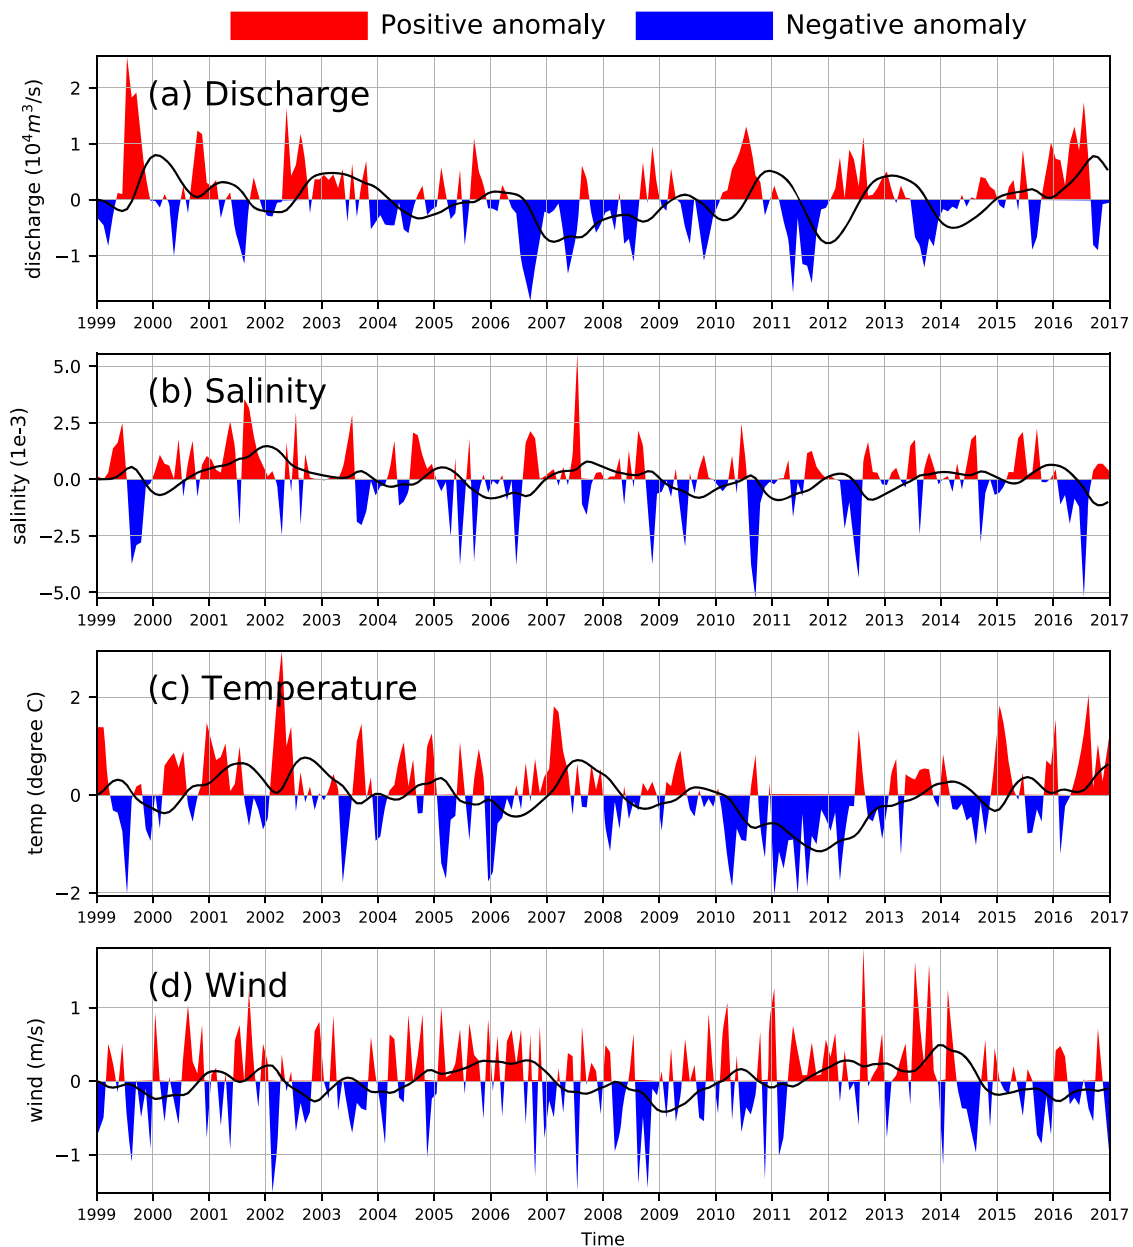 Positive anomaly Negative anomaly
(a) Discharge
discharge (10⁴m³/s)
2
1
0
−1
1999 2000 2001 2002 2003 2004 2005 2006 2007 2008 2009 2010 2011 2012 2013 2014 2015 2016 2017
(b) Salinity
salinity (1e-3)
5.0
2.5
0.0
−2.5
−5.0
1999 2000 2001 2002 2003 2004 2005 2006 2007 2008 2009 2010 2011 2012 2013 2014 2015 2016 2017
(c) Temperature
temp (degree C)
2
0
−2
1999 2000 2001 2002 2003 2004 2005 2006 2007 2008 2009 2010 2011 2012 2013 2014 2015 2016 2017
(d) Wind
wind (m/s)
1
0
−1
1999 2000 2001 2002 2003 2004 2005 2006 2007 2008 2009 2010 2011 2012 2013 2014 2015 2016 2017
Time